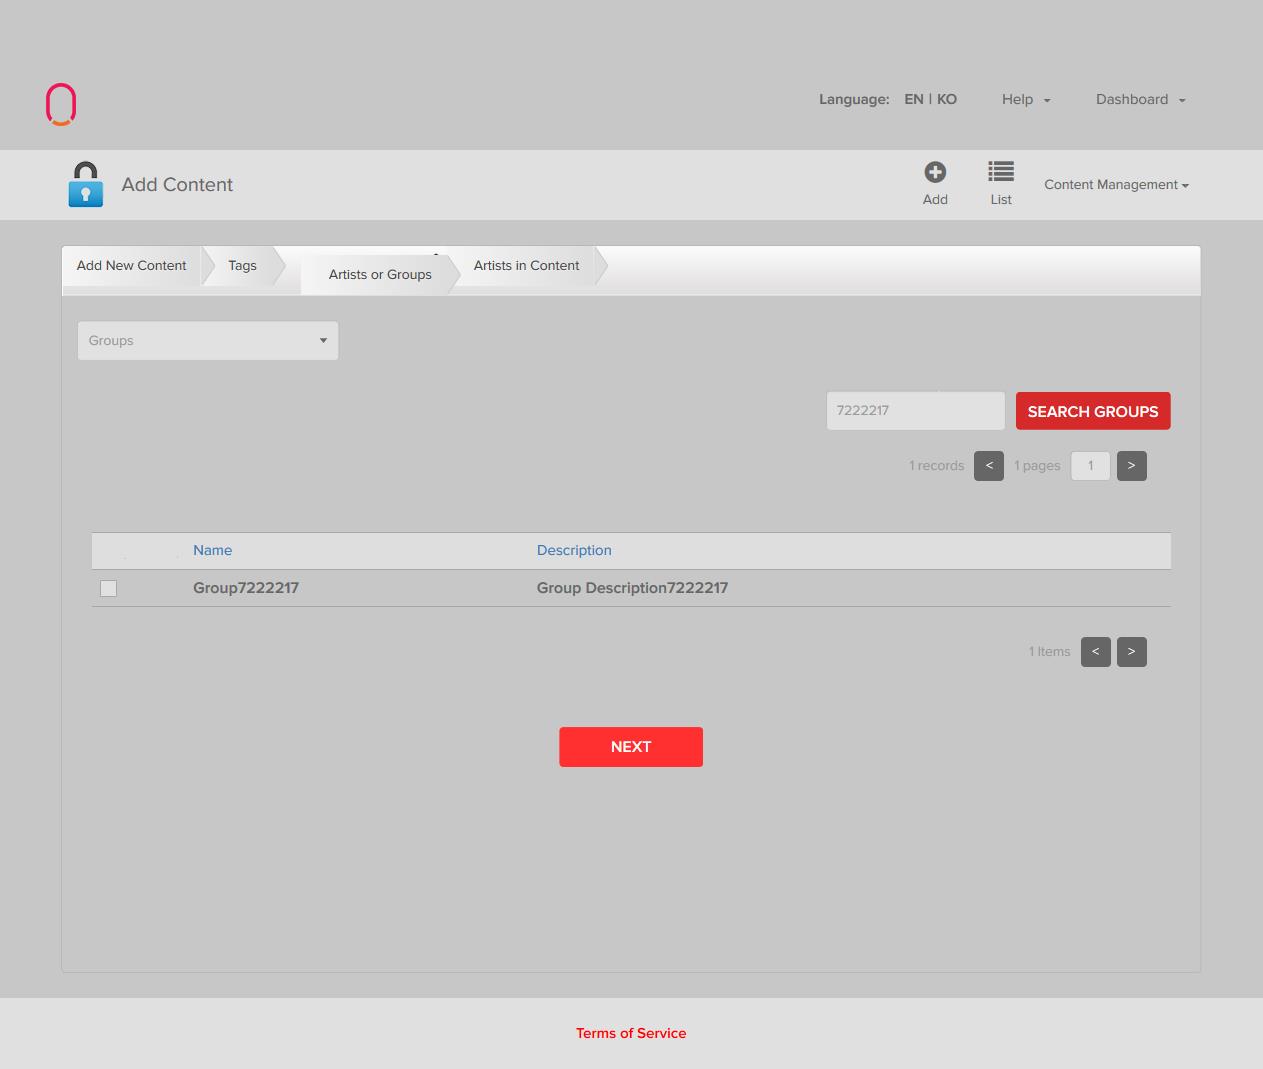 Language: EN | KO Help Dashboard
Add Content
Add List Content Management
Add New Content Tags Artists or Groups Artists in Content
Groups
7222217 SEARCH GROUPS
1 records < 1 pages 1 >
Name Description
Group7222217 Group Description7222217
1 Items < >
NEXT
Terms of Service